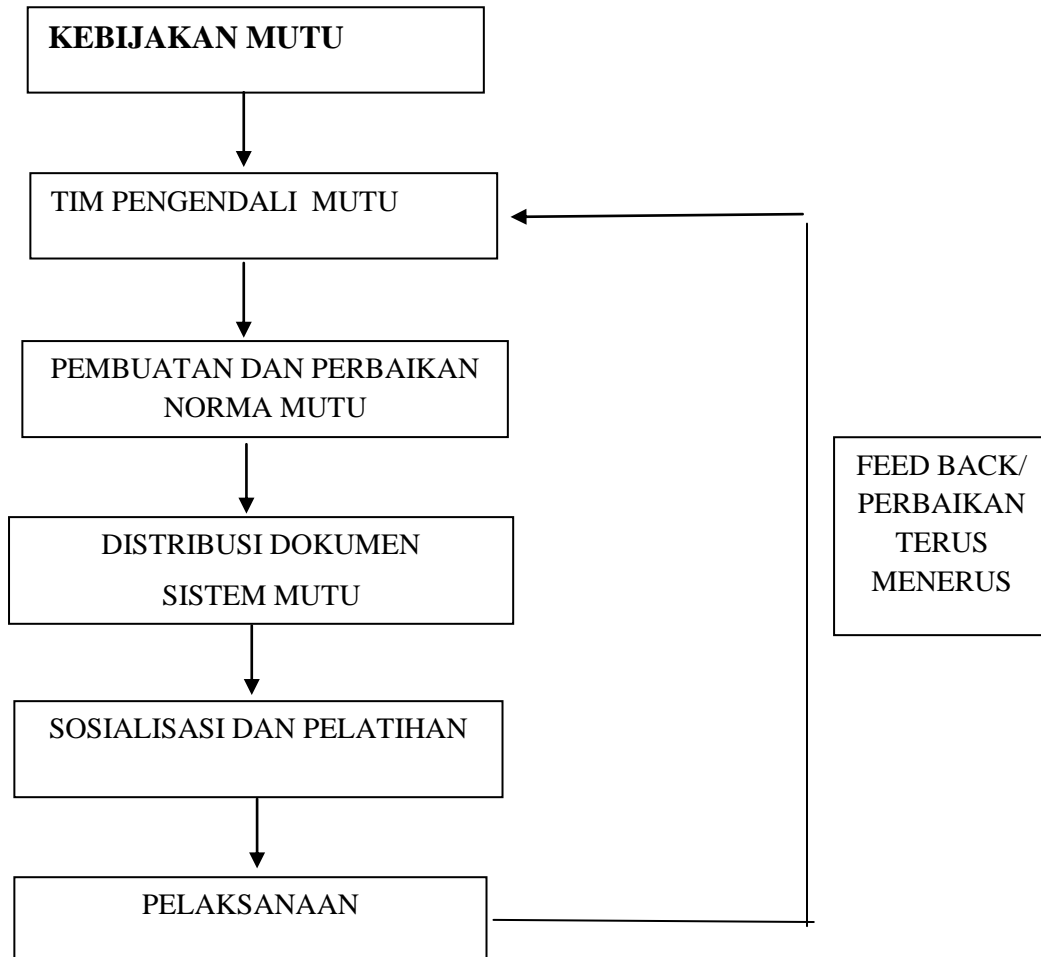 KEBIJAKAN MUTU
TIM PENGENDALI MUTU
PEMBUATAN DAN PERBAIKAN
NORMA MUTU
DISTRIBUSI DOKUMEN
SISTEM MUTU
SOSIALISASI DAN PELATIHAN
PELAKSANAAN
FEED BACK/
PERBAIKAN
TERUS
MENERUS